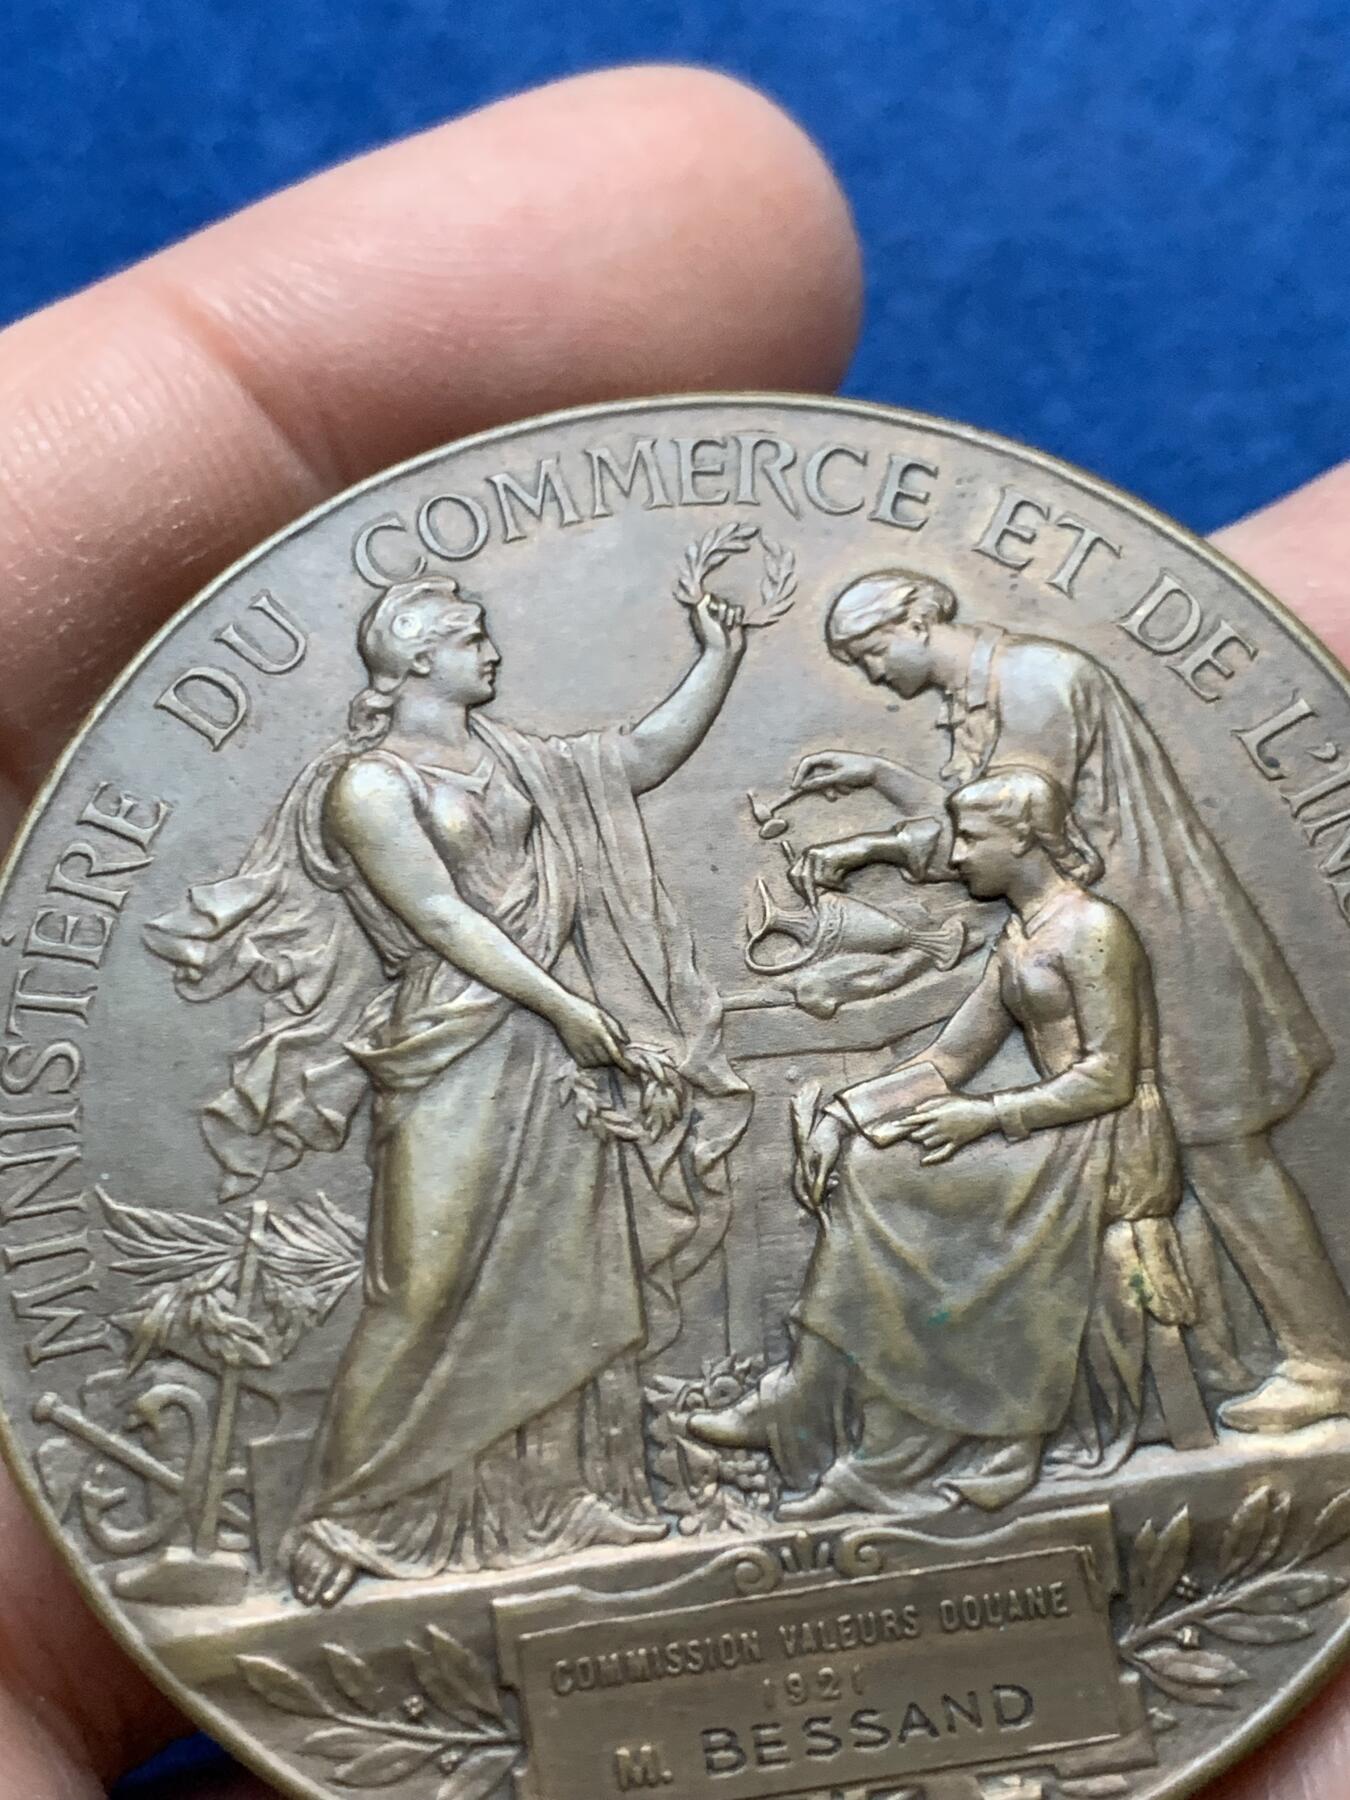 MINISTÈRE DU COMMERCE ET DE L'IN
COMMISSION VALEURS DOUANE
1921
M. BESSAND